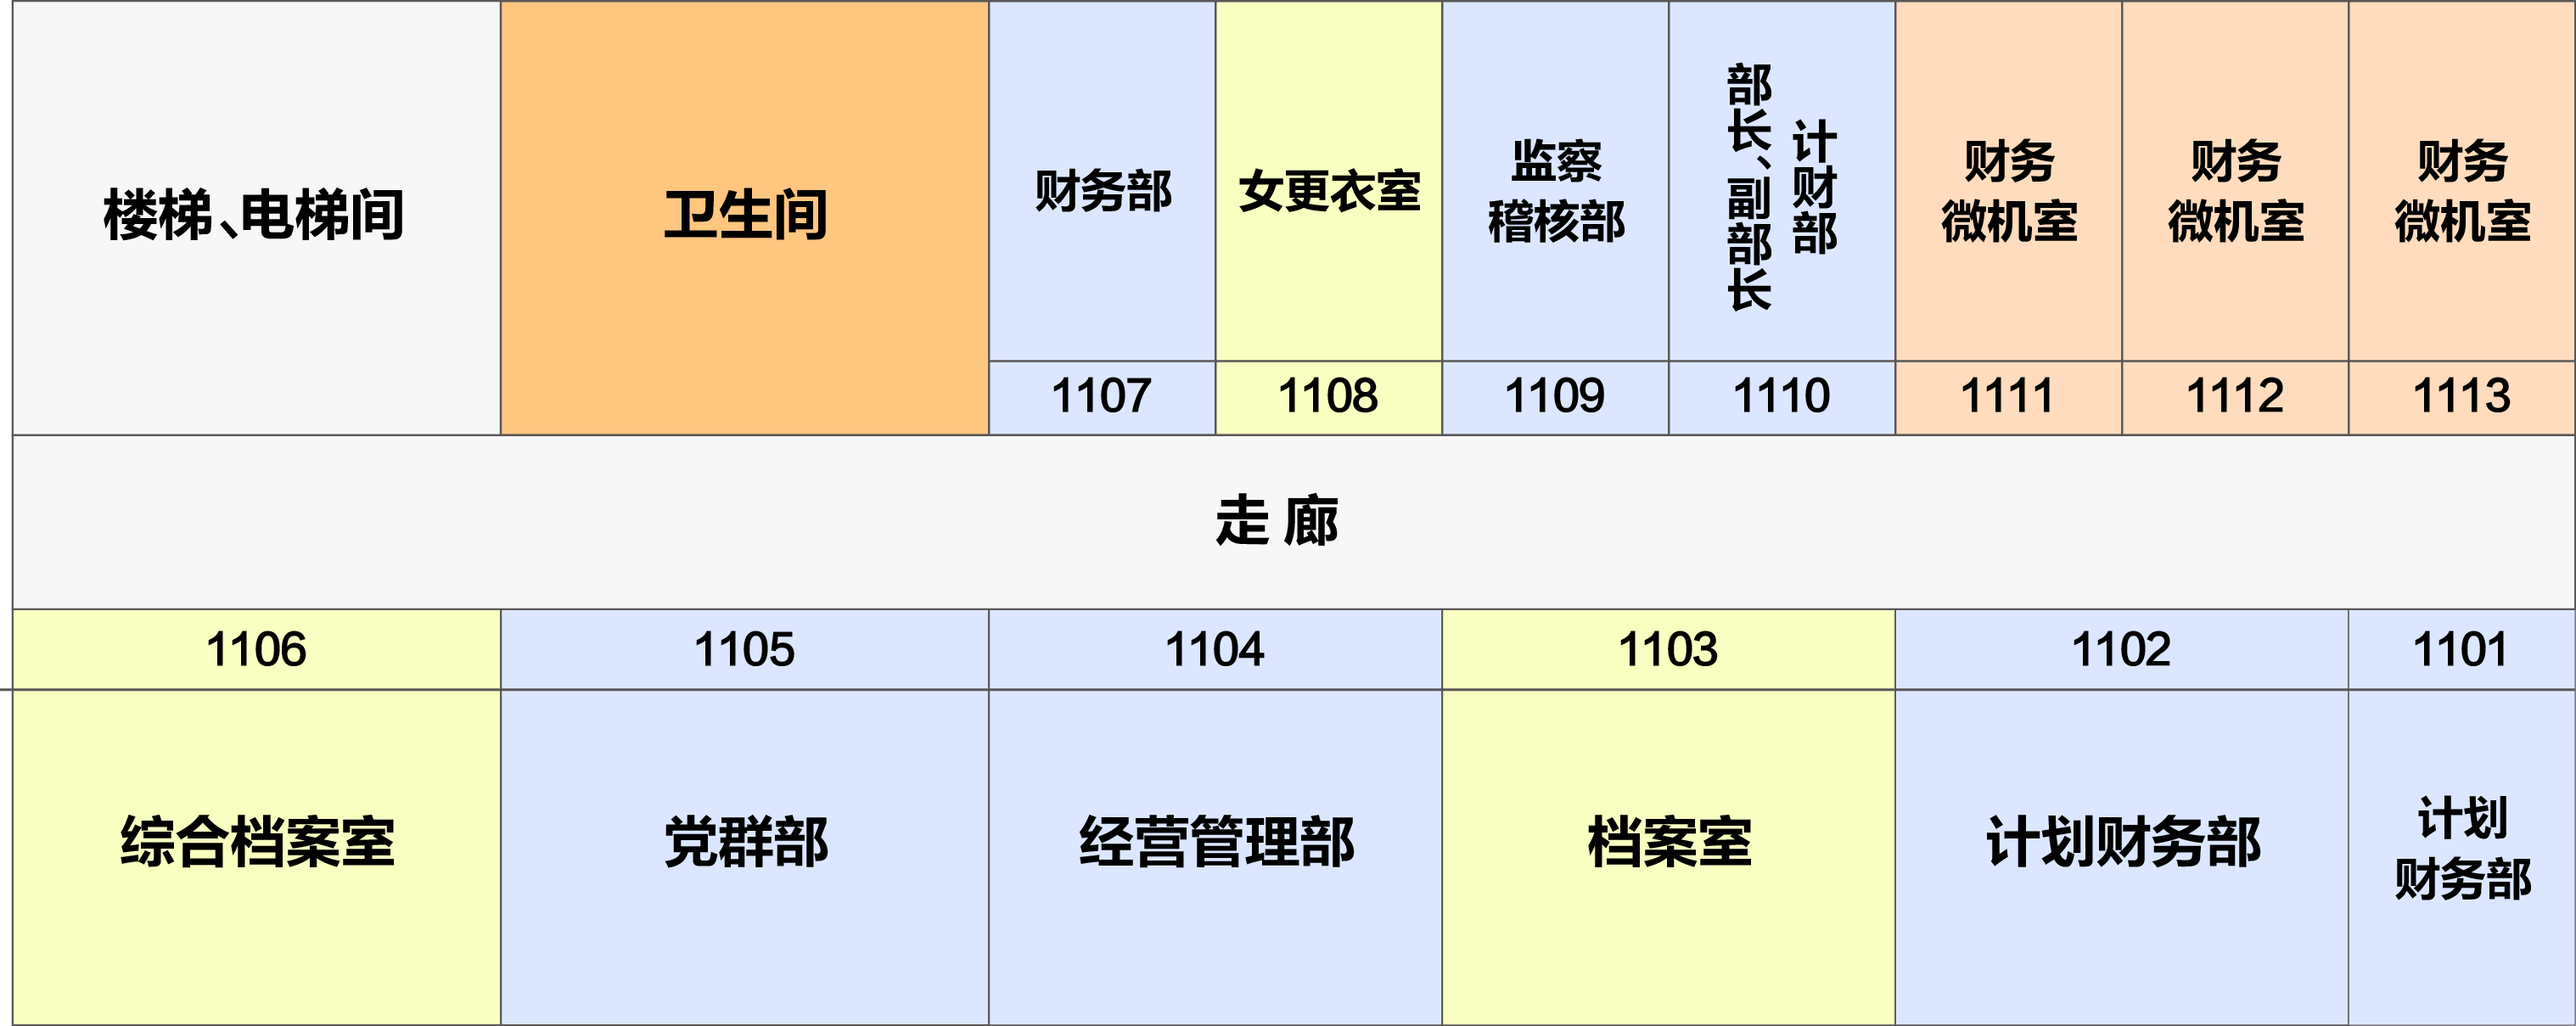 楼梯、电梯间
卫生间
财务部
女更衣室
监察
稽核部
计财部
部长、副部长
财务
微机室
财务
微机室
财务
微机室
1107
1108
1109
1110
1111
1112
1113
走廊
1106
1105
1104
1103
1102
1101
综合档案室
党群部
经营管理部
档案室
计划财务部
计划
财务部